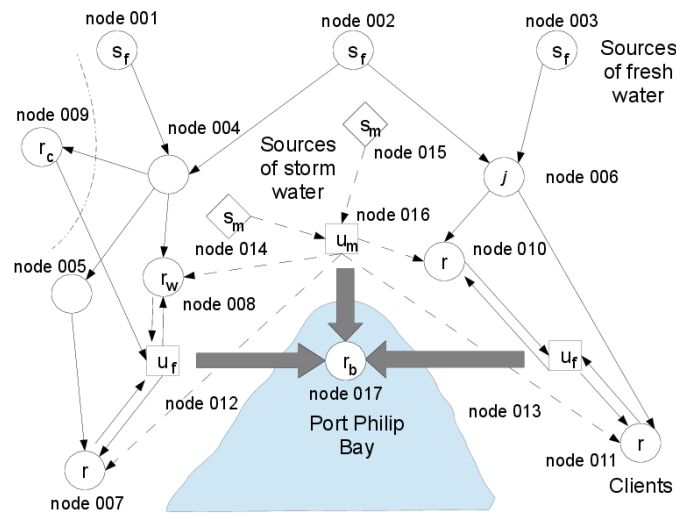 node 001
node 002
node 003
s_f
s_f
s_f
Sources
of fresh
water
node 009
node 004
r_c
Sources
of storm
water
s_m
node 015
j
node 006
s_m
node 014
node 016
u_m
node 010
r
node 005
r_w
node 008
u_f
r_b
u_f
node 012
node 017
node 013
Port Philip
Bay
r
node 007
r
node 011
Clients